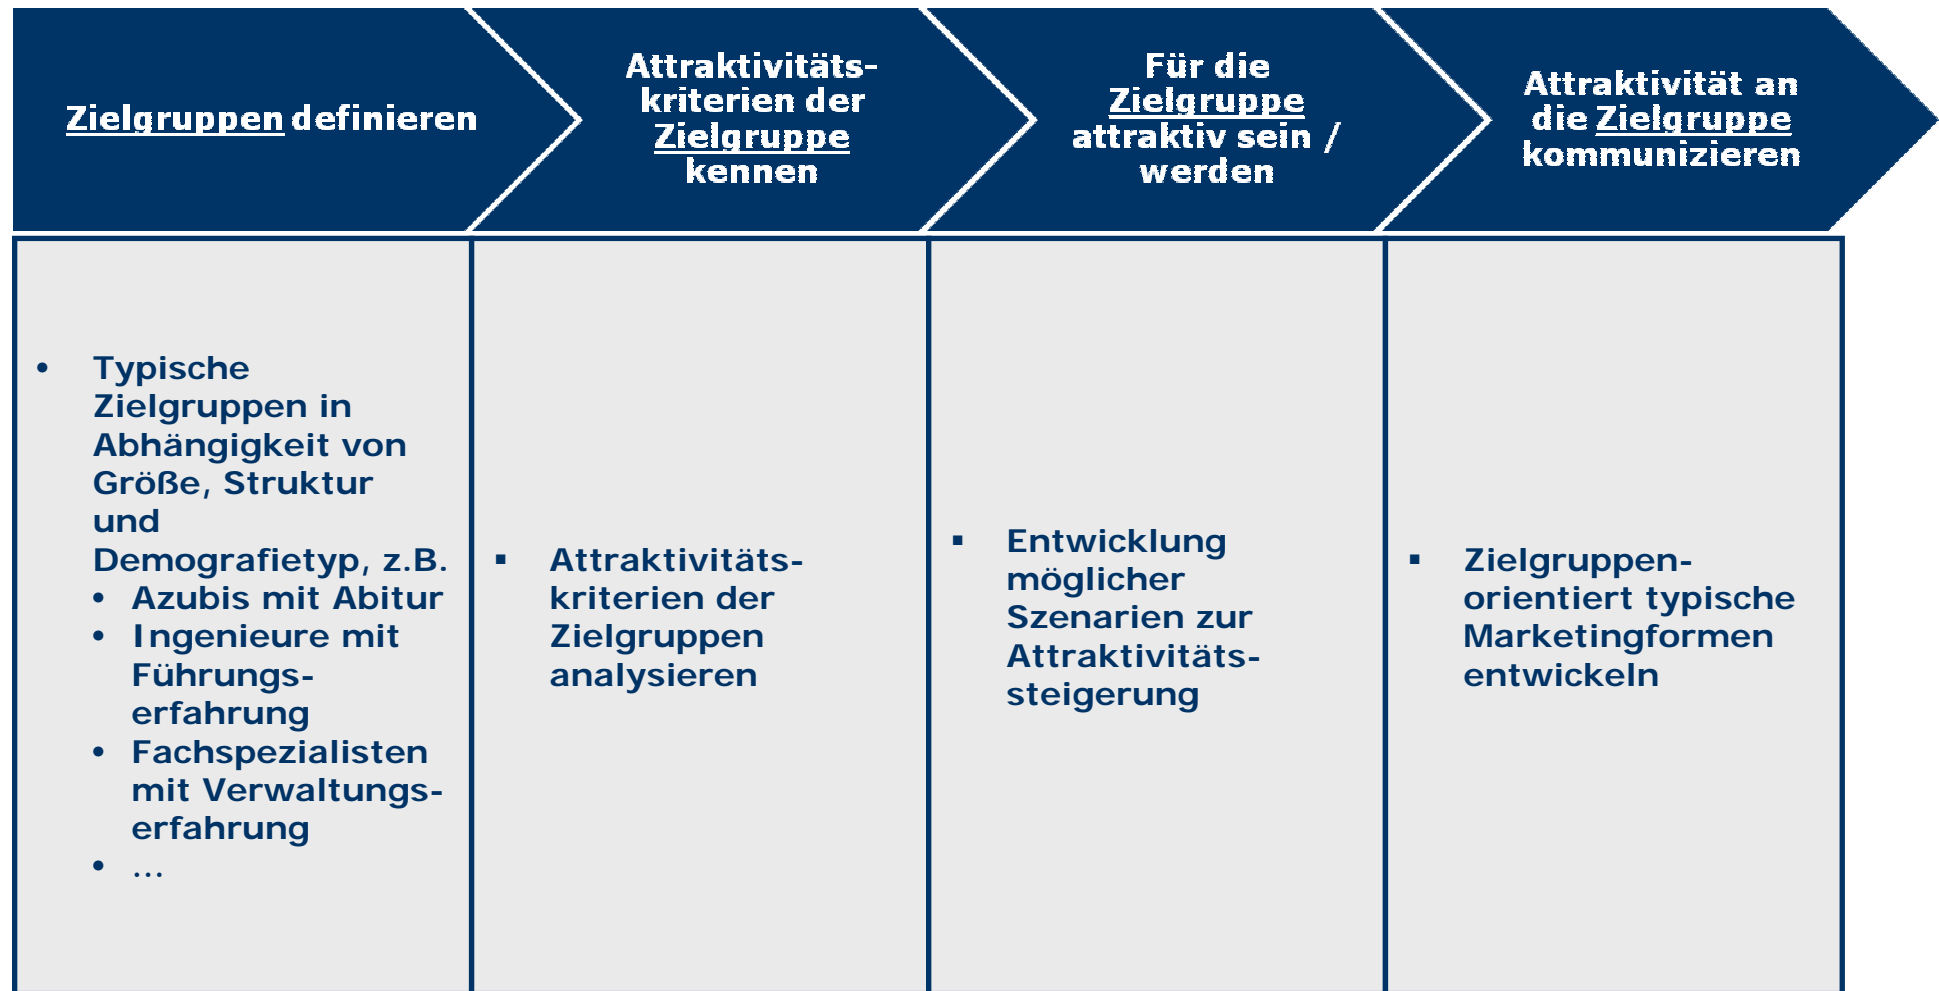 Zielgruppen definieren
Attraktivitäts-
kriterien der
Zielgruppe
kennen
Für die
Zielgruppe
attraktiv sein /
werden
Attraktivität an
die Zielgruppe
kommunizieren
• Typische
Zielgruppen in
Abhängigkeit von
Größe, Struktur
und
Demografietyp, z.B.
• Azubis mit Abitur
• Ingenieure mit
Führungs-
erfahrung
• Fachspezialisten
mit Verwaltungs-
erfahrung
• ...
▪ Attraktivitäts-
kriterien der
Zielgruppen
analysieren
▪ Entwicklung
möglicher
Szenarien zur
Attraktivitäts-
steigerung
▪ Zielgruppen-
orientiert typische
Marketingformen
entwickeln